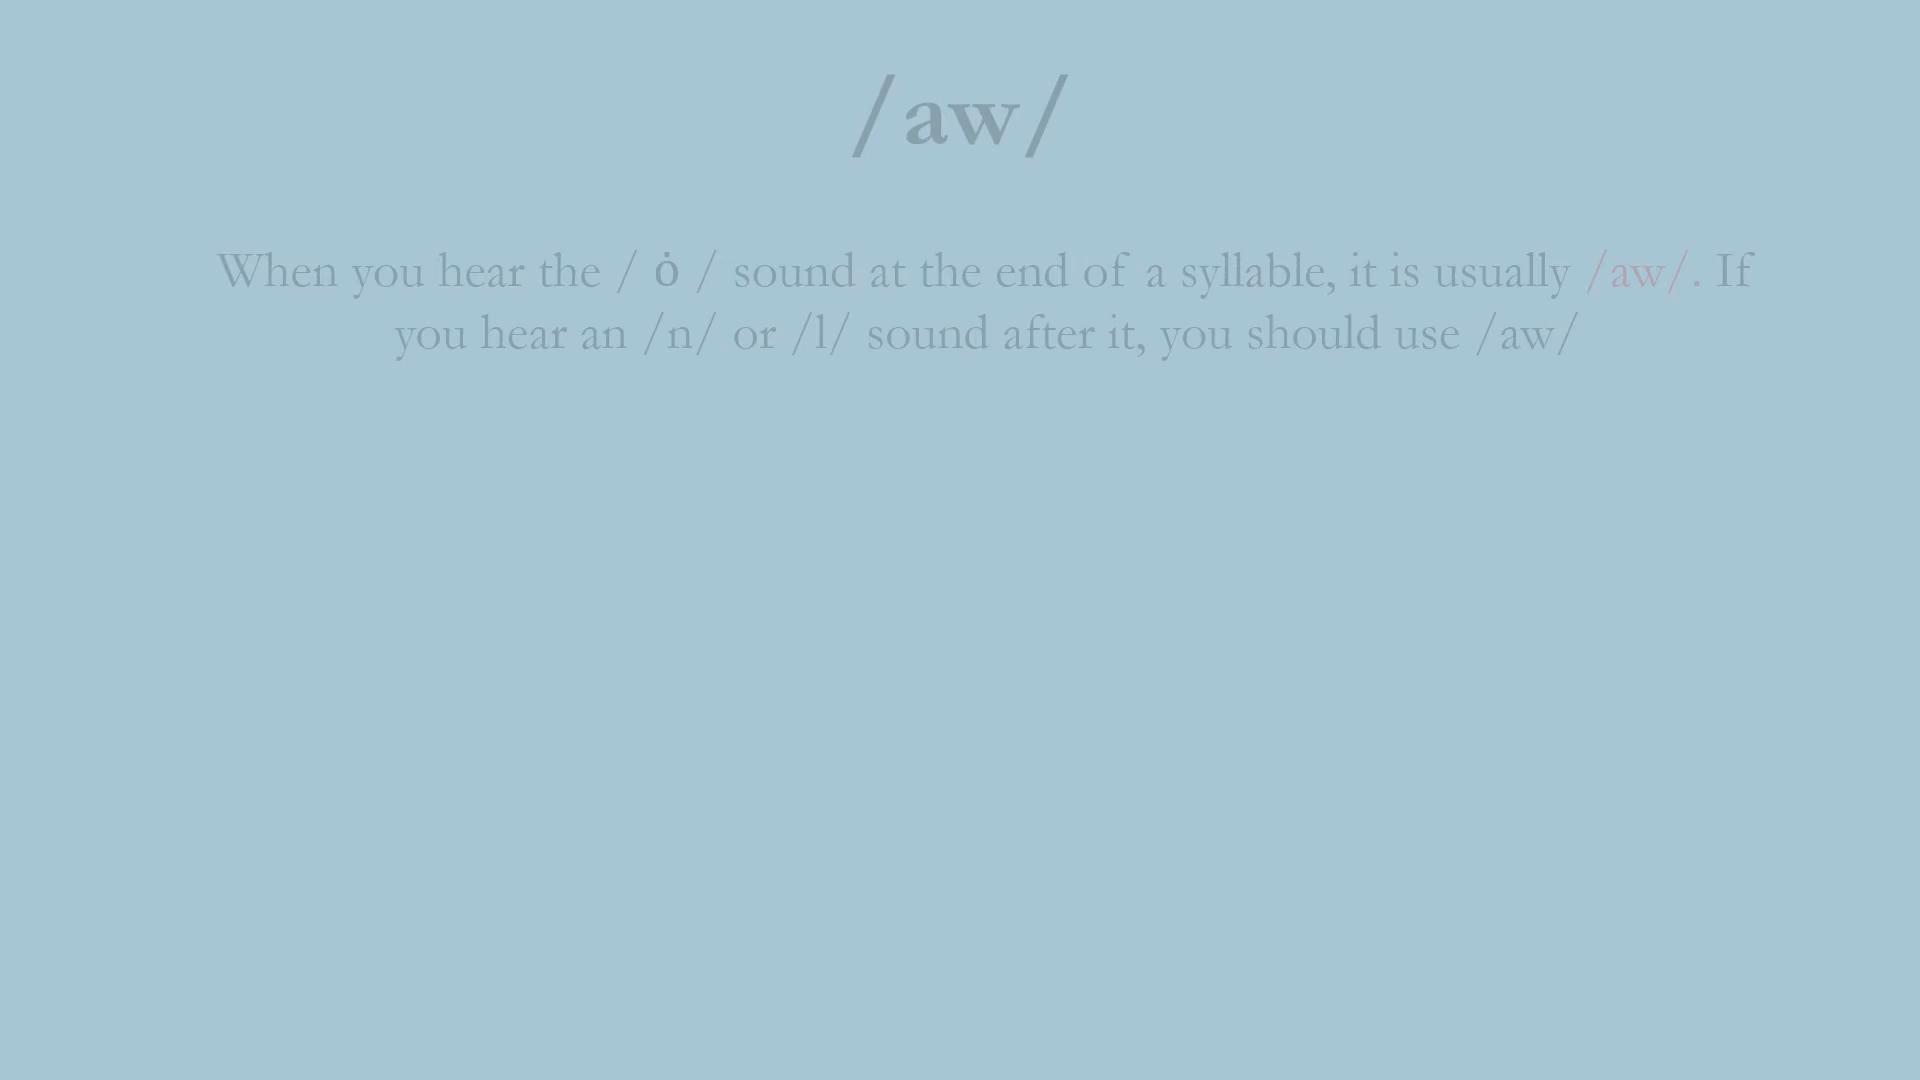 /aw/
When you hear the / ȯ / sound at the end of a syllable, it is usually /aw/. If
you hear an /n/ or /l/ sound after it, you should use /aw/